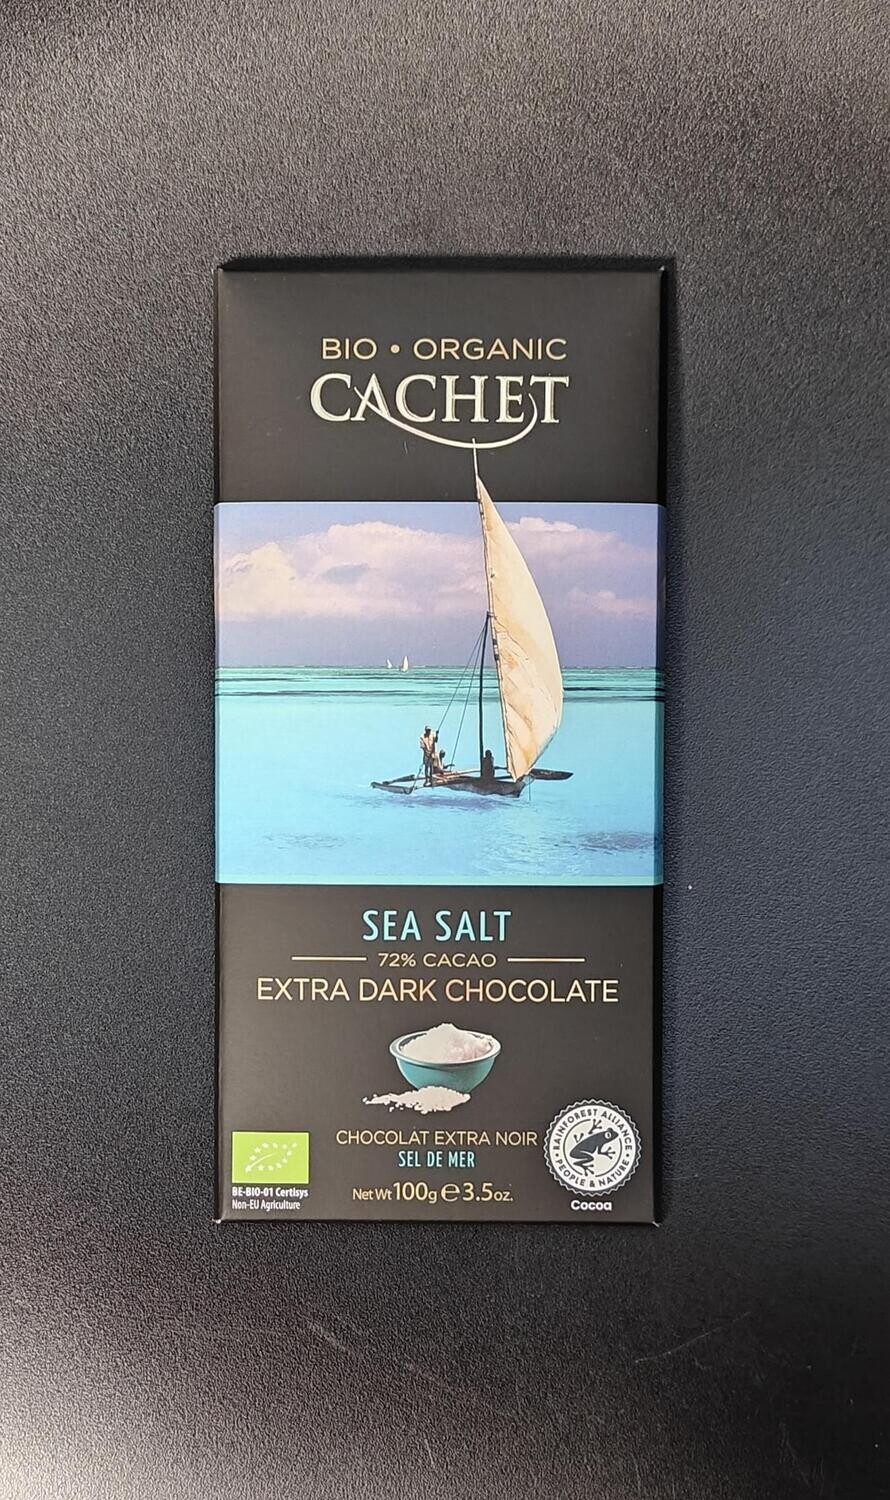 BIO • ORGANIC
CACHET
SEA SALT
72% CACAO
EXTRA DARK CHOCOLATE
CHOCOLAT EXTRA NOIR
SEL DE MER
Net Wt 100g ℮ 3.5oz.
BE-BIO-01 Certisys
Non-EU Agriculture
RAINFOREST ALLIANCE
• PEOPLE & NATURE •
Cocoa